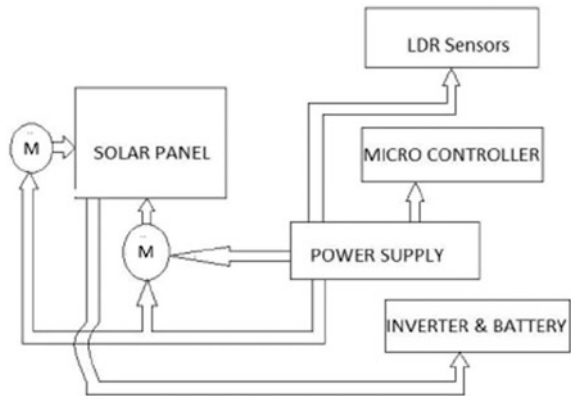 LDR Sensors
SOLAR PANEL
M
MICRO CONTROLLER
M
POWER SUPPLY
INVERTER & BATTERY